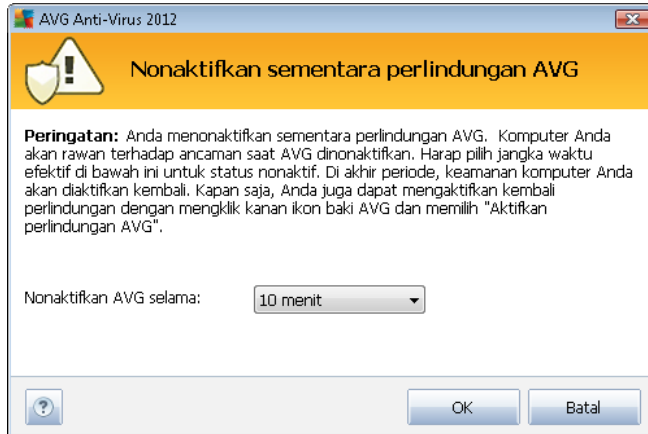 AVG Anti-Virus 2012
Nonaktifkan sementara perlindungan AVG
Peringatan: Anda menonaktifkan sementara perlindungan AVG. Komputer Anda
akan rawan terhadap ancaman saat AVG dinonaktifkan. Harap pilih jangka waktu
efektif di bawah ini untuk status nonaktif. Di akhir periode, keamanan komputer Anda
akan diaktifkan kembali. Kapan saja, Anda juga dapat mengaktifkan kembali
perlindungan dengan mengklik kanan ikon baki AVG dan memilih "Aktifkan
perlindungan AVG".
Nonaktifkan AVG selama: 10 menit
? OK Batal